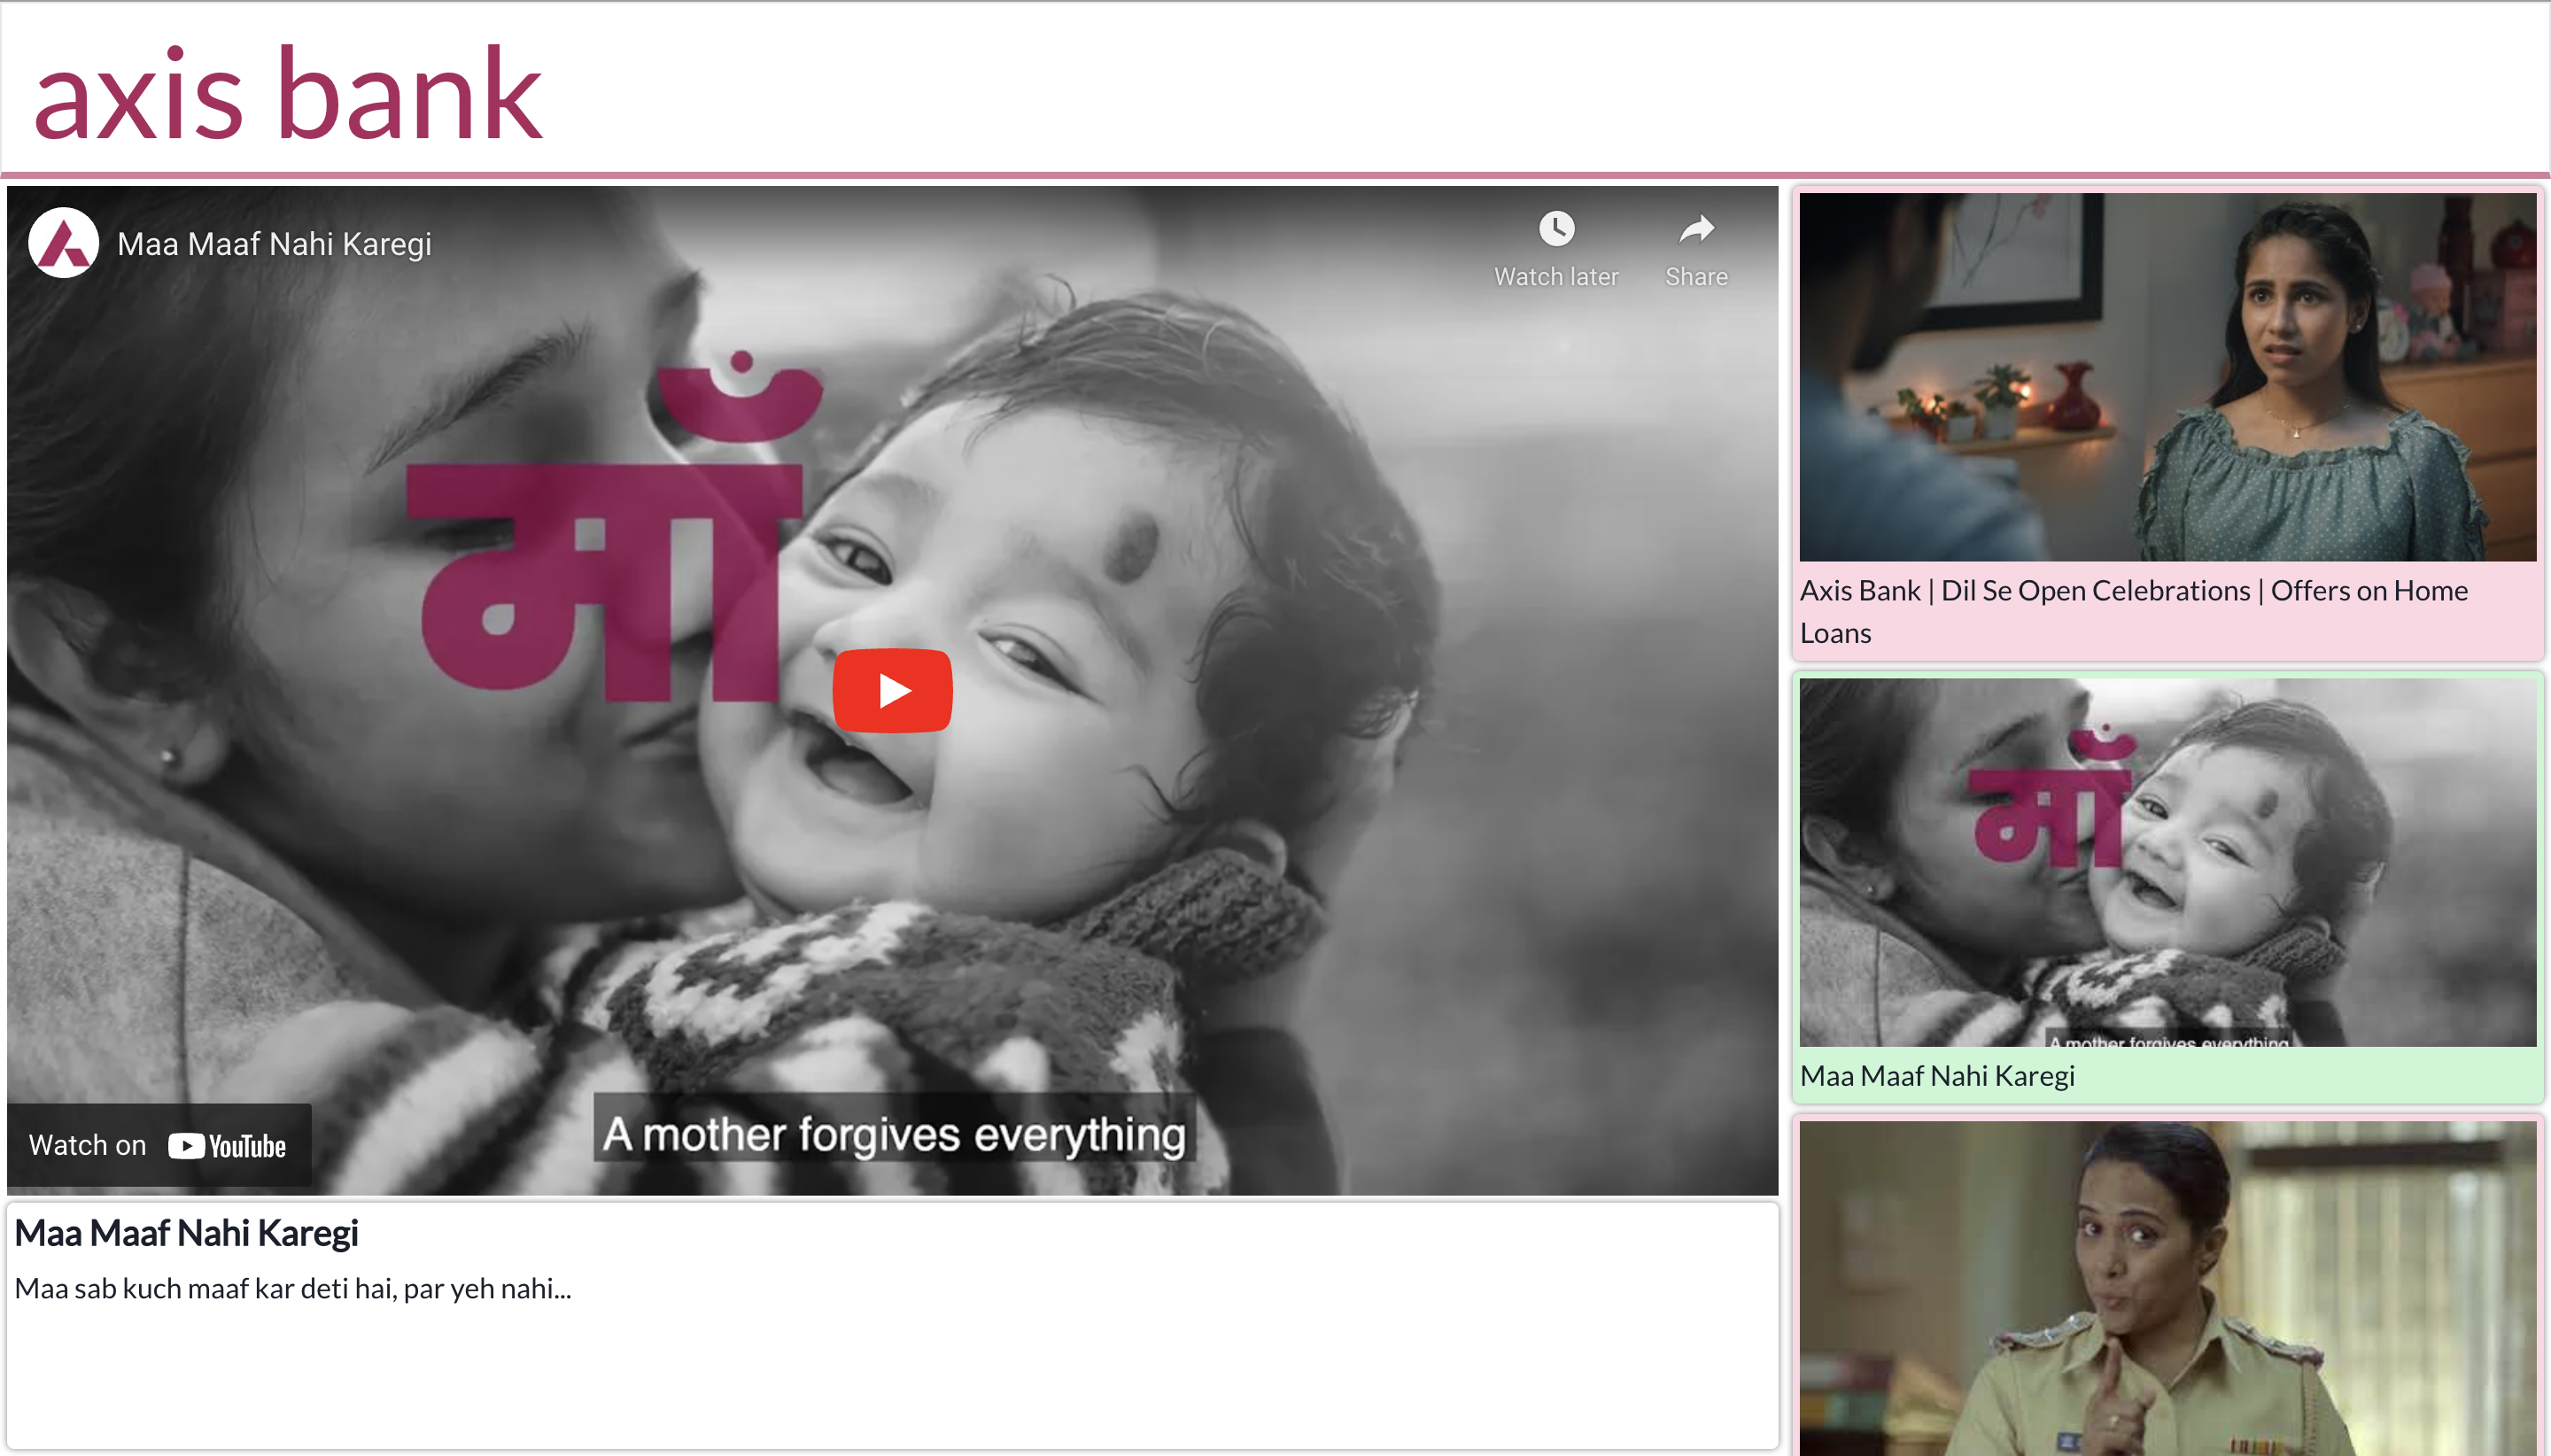 axis bank
Maa Maaf Nahi Karegi
Watch later
Share
माँ
A mother forgives everything
Watch on YouTube
Maa Maaf Nahi Karegi
Maa sab kuch maaf kar deti hai, par yeh nahi...
Axis Bank | Dil Se Open Celebrations | Offers on Home
Loans
माँ
A mother forgives everything
Maa Maaf Nahi Karegi